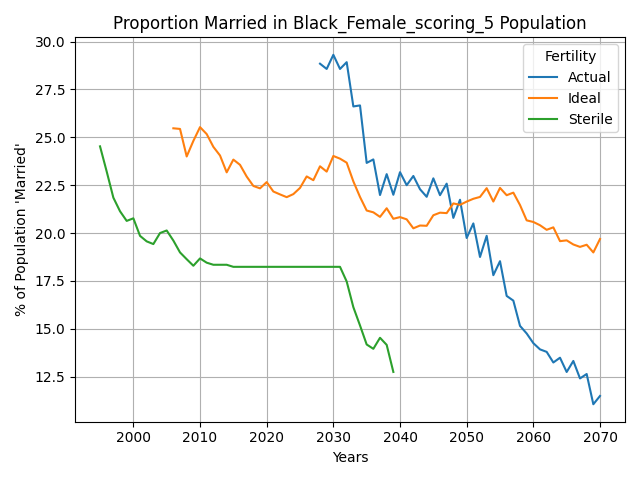 Proportion Married in Black_Female_scoring_5 Population
% of Population 'Married'
30.0
27.5
25.0
22.5
20.0
17.5
15.0
12.5
Fertility
Actual
Ideal
Sterile
2000 2010 2020 2030 2040 2050 2060 2070
Years